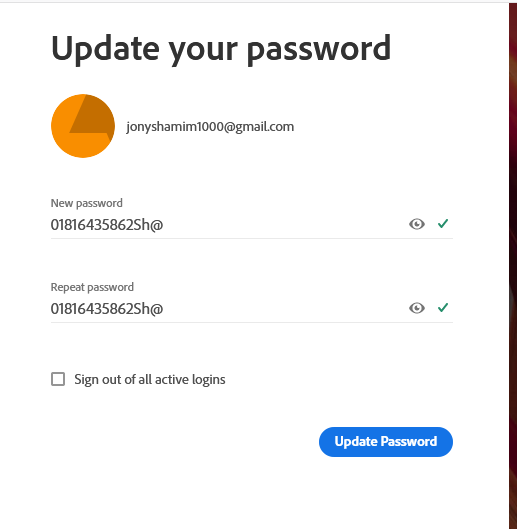 Update your password
jonyshamim1000@gmail.com
New password
01816435862Sh@
Repeat password
01816435862Sh@
Sign out of all active logins
Update Password